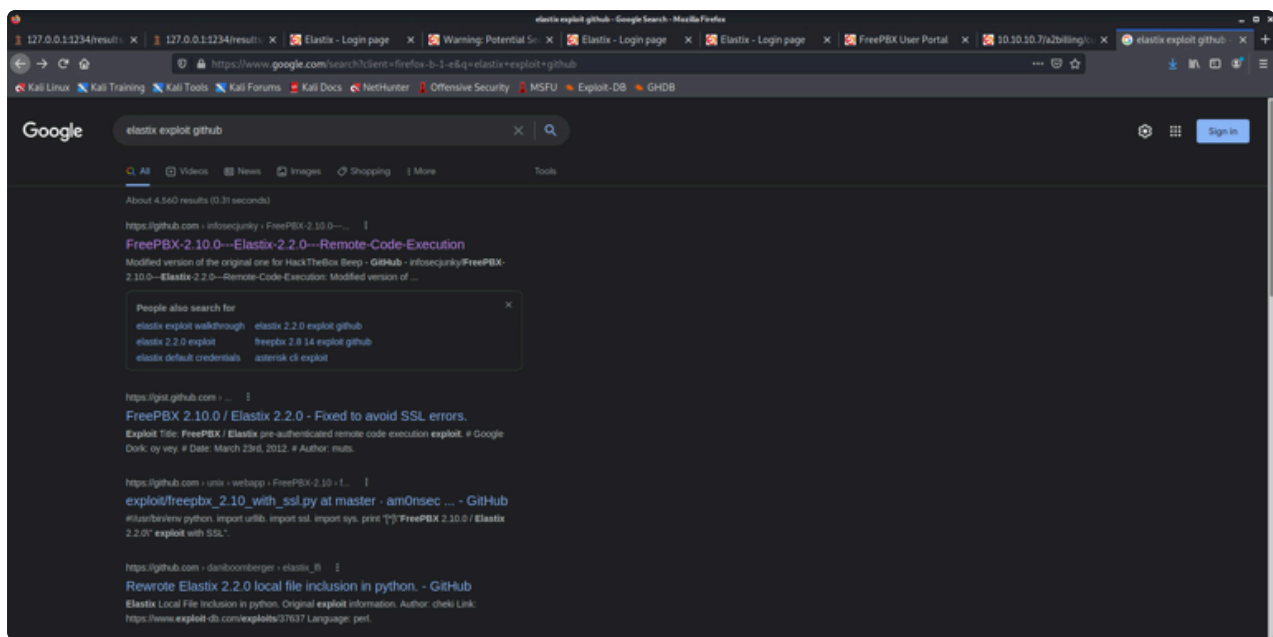 elastix exploit github - Google Search - Mozilla Firefox
127.0.0.1:1234/results
127.0.0.1:1234/results
Elastix - Login page
Warning: Potential Se
Elastix - Login page
Elastix - Login page
FreePBX User Portal
10.10.10.7/a2billing/cu
elastix exploit github -
https://www.google.com/search?client=firefox-b-1-e&q=elastix+exploit+github
Kali Linux Kali Training Kali Tools Kali Forums Kali Docs NetHunter Offensive Security MSFU Exploit-DB GHDB
Google
elastix exploit github
Sign in
All Videos News Images Shopping More Tools
About 4,560 results (0.31 seconds)
https://github.com › infosecjunky › FreePBX-2.10.0---...
FreePBX-2.10.0---Elastix-2.2.0---Remote-Code-Execution
Modified version of the original one for HackTheBox Beep - GitHub - infosecjunky/FreePBX-
2.10.0---Elastix-2.2.0---Remote-Code-Execution: Modified version of ...
People also search for
elastix exploit walkthrough elastix 2.2.0 exploit github
elastix 2.2.0 exploit freepbx 2.8 14 exploit github
elastix default credentials asterisk cli exploit
https://gist.github.com › ...
FreePBX 2.10.0 / Elastix 2.2.0 - Fixed to avoid SSL errors.
Exploit Title: FreePBX / Elastix pre-authenticated remote code execution exploit. # Google
Dork: oy vey. # Date: March 23rd, 2012. # Author: muts.
https://github.com › unix › webapp › FreePBX-2.10 › f...
exploit/freepbx_2.10_with_ssl.py at master · am0nsec ... - GitHub
#!/usr/bin/env python. import urllib. import ssl. import sys. print "[*]\"FreePBX 2.10.0 / Elastix
2.2.0\" exploit with SSL".
https://github.com › daniboomberger › elastix_lfi
Rewrote Elastix 2.2.0 local file inclusion in python. - GitHub
Elastix Local File Inclusion in python. Original exploit information. Author: cheki Link:
https://www.exploit-db.com/exploits/37637 Language: perl.